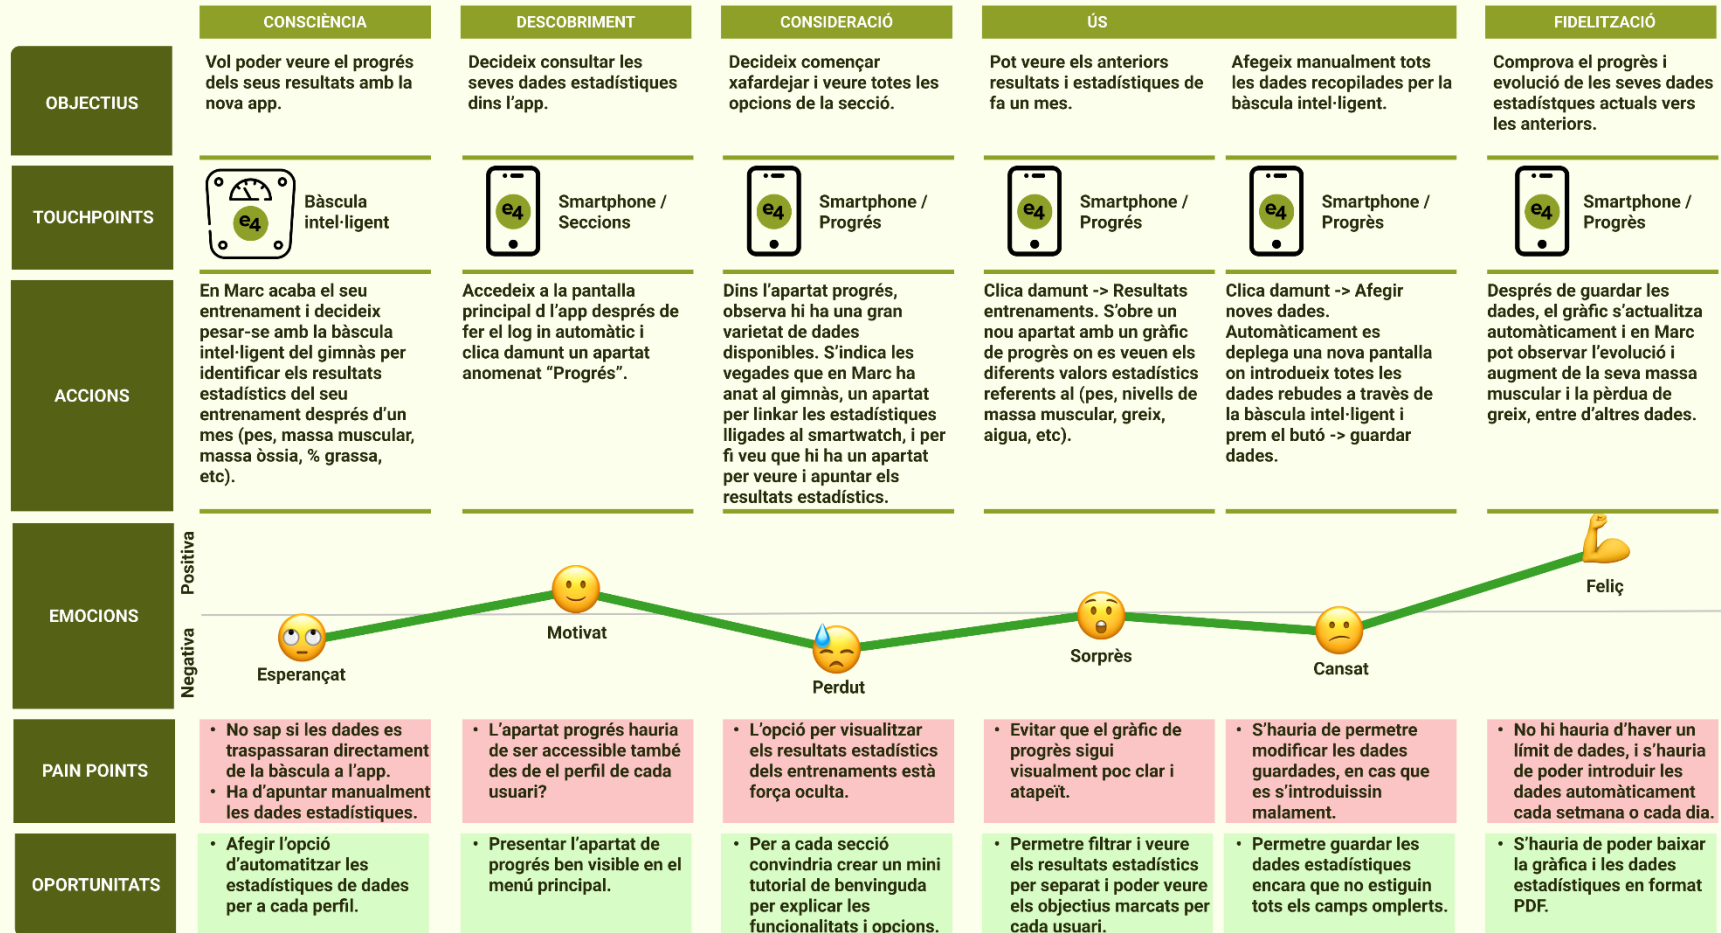 CONSCIÈNCIA
DESCOBRIMENT
CONSIDERACIÓ
ÚS
FIDELITZACIÓ
OBJECTIUS
Vol poder veure el progrés
dels seus resultats amb la
nova app.
Decideix consultar les
seves dades estadístiques
dins l’app.
Decideix començar
xafardejar i veure totes les
opcions de la secció.
Pot veure els anteriors
resultats i estadístiques de
fa un mes.
Afegeix manualment tots
les dades recopilades per la
bàscula intel·ligent.
Comprova el progrès i
evolució de les seves dades
estadístques actuals vers
les anteriors.
TOUCHPOINTS
e4
Bàscula
intel·ligent
e4
Smartphone /
Seccions
e4
Smartphone /
Progrés
e4
Smartphone /
Progrés
e4
Smartphone /
Progrès
e4
Smartphone /
Progrès
ACCIONS
En Marc acaba el seu
entrenament i decideix
pesar-se amb la bàscula
intel·ligent del gimnàs per
identificar els resultats
estadístics del seu
entrenament després d’un
mes (pes, massa muscular,
massa òssia, % grassa,
etc).
Accedeix a la pantalla
principal d l’app després de
fer el log in automàtic i
clica damunt un apartat
anomenat “Progrés”.
Dins l’apartat progrés,
observa hi ha una gran
varietat de dades
disponibles. S’indica les
vegades que en Marc ha
anat al gimnàs, un apartat
per linkar les estadístiques
lligades al smartwatch, i per
fi veu que hi ha un apartat
per veure i apuntar els
resultats estadístics.
Clica damunt -> Resultats
entrenaments. S’obre un
nou apartat amb un gràfic
de progrès on es veuen els
diferents valors estadístics
referents al (pes, nivells de
massa muscular, greix,
aigua, etc).
Clica damunt -> Afegir
noves dades.
Automàticament es
deplega una nova pantalla
on introdueix totes les
dades rebudes a travès de
la bàscula intel·ligent i
prem el butó -> guardar
dades.
Després de guardar les
dades, el gràfic s’actualitza
automàticament i en Marc
pot observar l’evolució i
augment de la seva massa
muscular i la pèrdua de
greix, entre d’altres dades.
EMOCIONS
Positiva
Negativa
Esperançat
Motivat
Perdut
Sorprès
Cansat
Feliç
PAIN POINTS
• No sap si les dades es
traspassaran directament
de la bàscula a l’app.
• Ha d’apuntar manualment
les dades estadístiques.
• L’apartat progrés hauria
de ser accessible també
des de el perfil de cada
usuari?
• L’opció per visualitzar
els resultats estadístics
dels entrenaments està
força oculta.
• Evitar que el gràfic de
progrès sigui
visualment poc clar i
atapeït.
• S’hauria de permetre
modificar les dades
guardades, en cas que
es s’introduissin
malament.
• No hi hauria d’haver un
límit de dades, i s’hauria
de poder introduir les
dades automàticament
cada setmana o cada dia.
OPORTUNITATS
• Afegir l’opció
d’automatitzar les
estadístiques de dades
per a cada perfil.
• Presentar l’apartat de
progrés ben visible en el
menú principal.
• Per a cada secció
convindria crear un mini
tutorial de benvinguda
per explicar les
funcionalitats i opcions.
• Permetre filtrar i veure
els resultats estadístics
per separat i poder veure
els objectius marcats per
cada usuari.
• Permetre guardar les
dades estadístiques
encara que no estiguin
tots els camps omplerts.
• S’hauria de poder baixar
la gràfica i les dades
estadístiques en format
PDF.